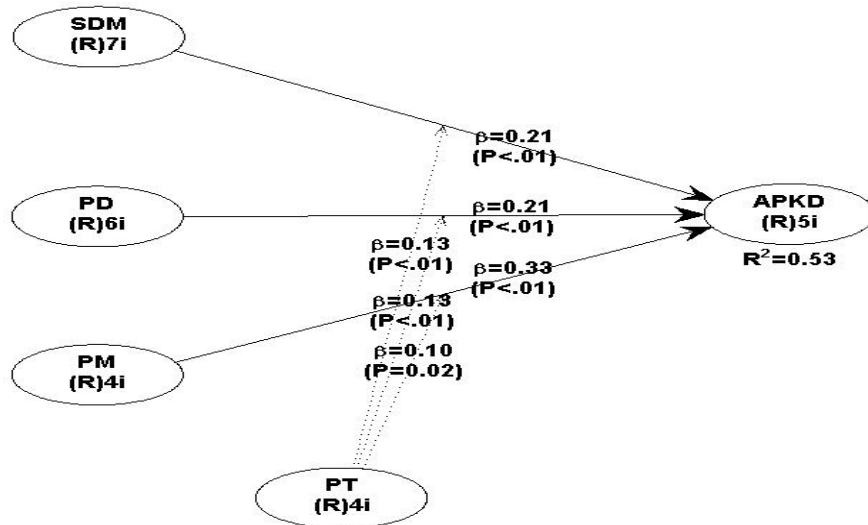 SDM
(R)7i
β=0.21
(P<.01)
PD
(R)6i
β=0.21
(P<.01)
APKD
(R)5i
R²=0.53
β=0.13
(P<.01)
β=0.33
(P<.01)
β=0.13
(P<.01)
PM
(R)4i
β=0.10
(P=0.02)
PT
(R)4i